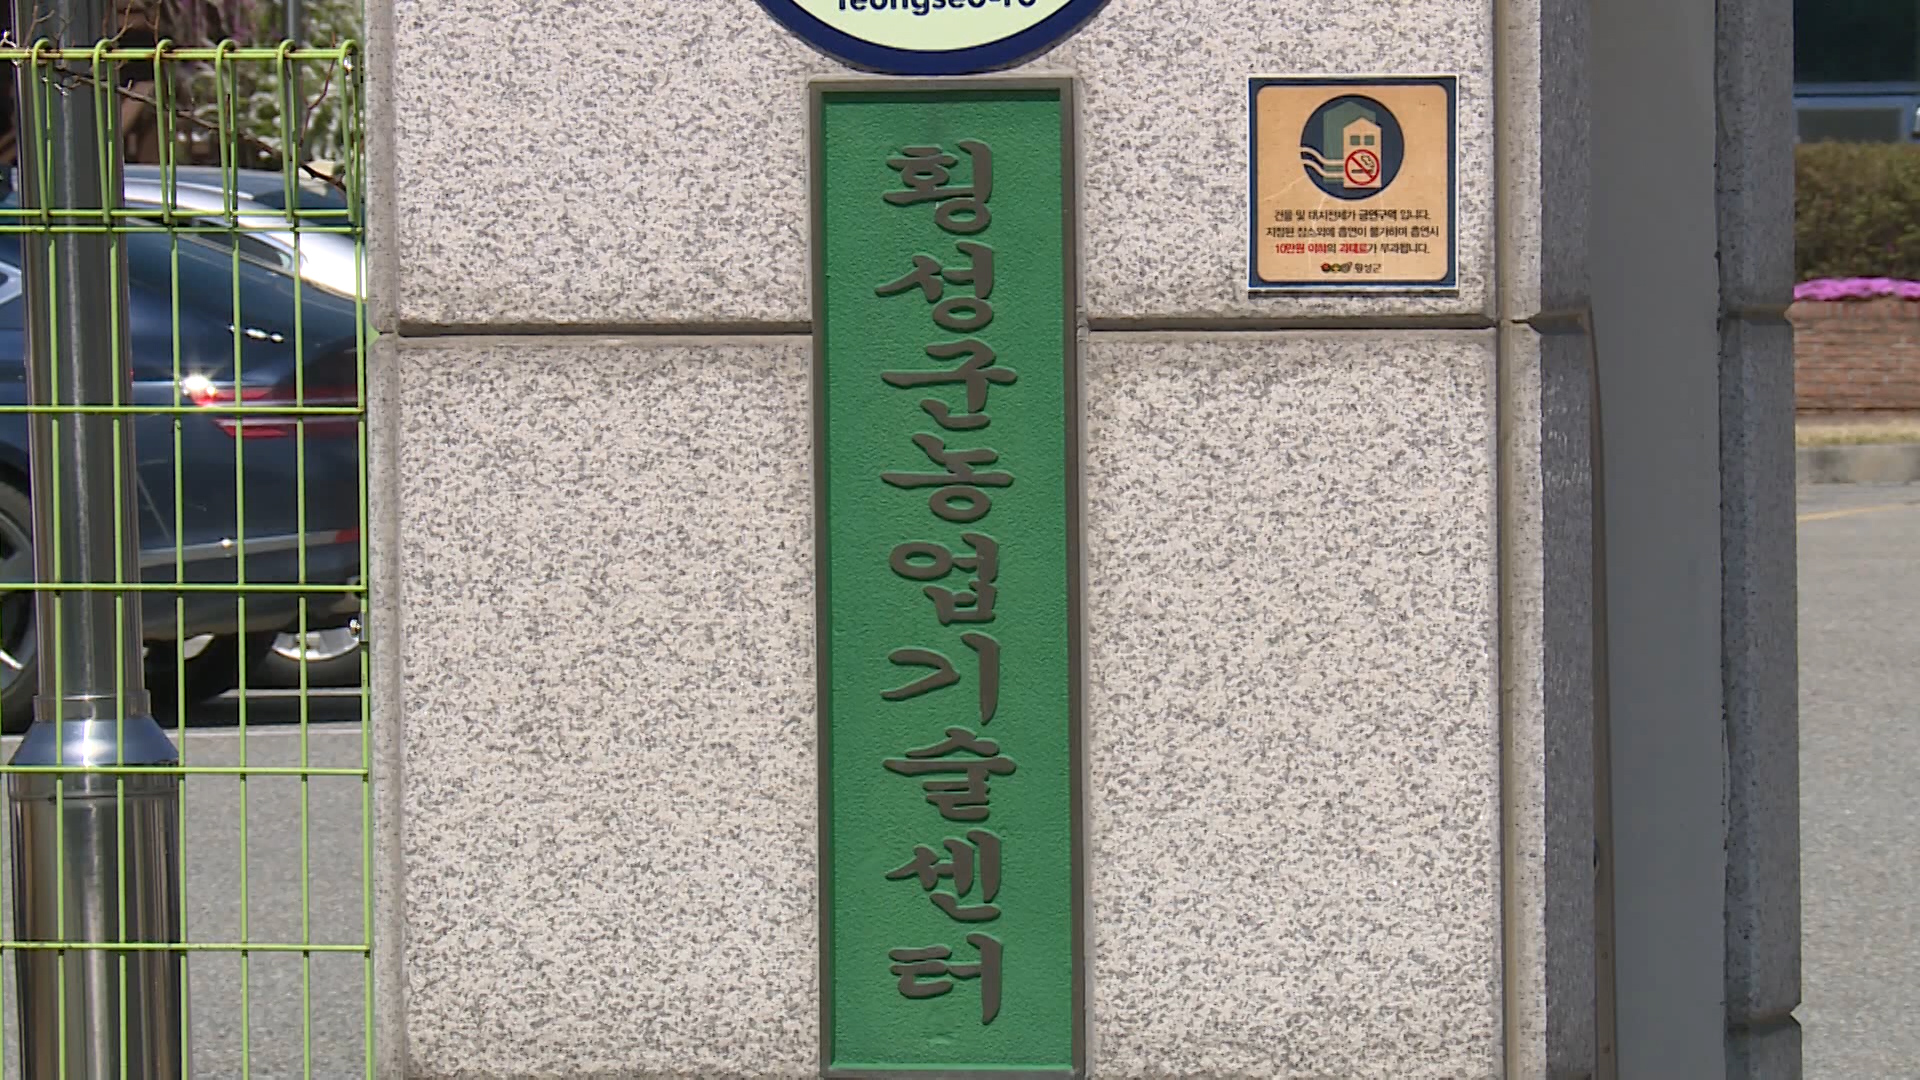 Yeongseo-ro
횡성군농업기술센터
건물 및 대지전체가 금연구역 입니다.
지정된 장소외에 흡연이 불가하며 흡연시
10만원 이하의 과태료가 부과됩니다.
횡성군